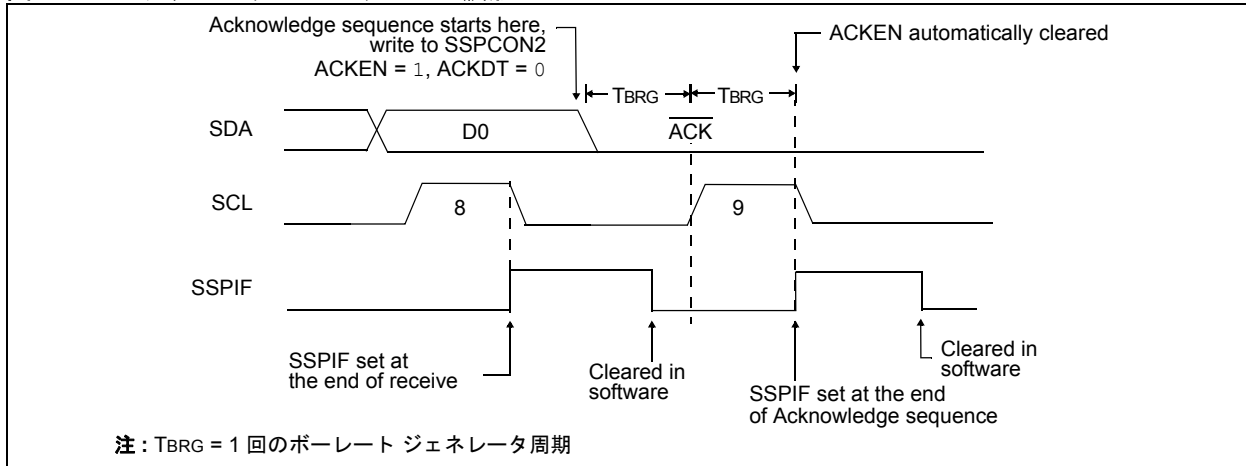 Acknowledge sequence starts here,
write to SSPCON2
ACKEN = 1, ACKDT = 0
ACKEN automatically cleared
TBRG
TBRG
SDA
D0
ACK
SCL
8
9
SSPIF
SSPIF set at
the end of receive
Cleared in
software
SSPIF set at the end
of Acknowledge sequence
Cleared in
software
注 : TBRG = 1 回のボーレート ジェネレータ周期